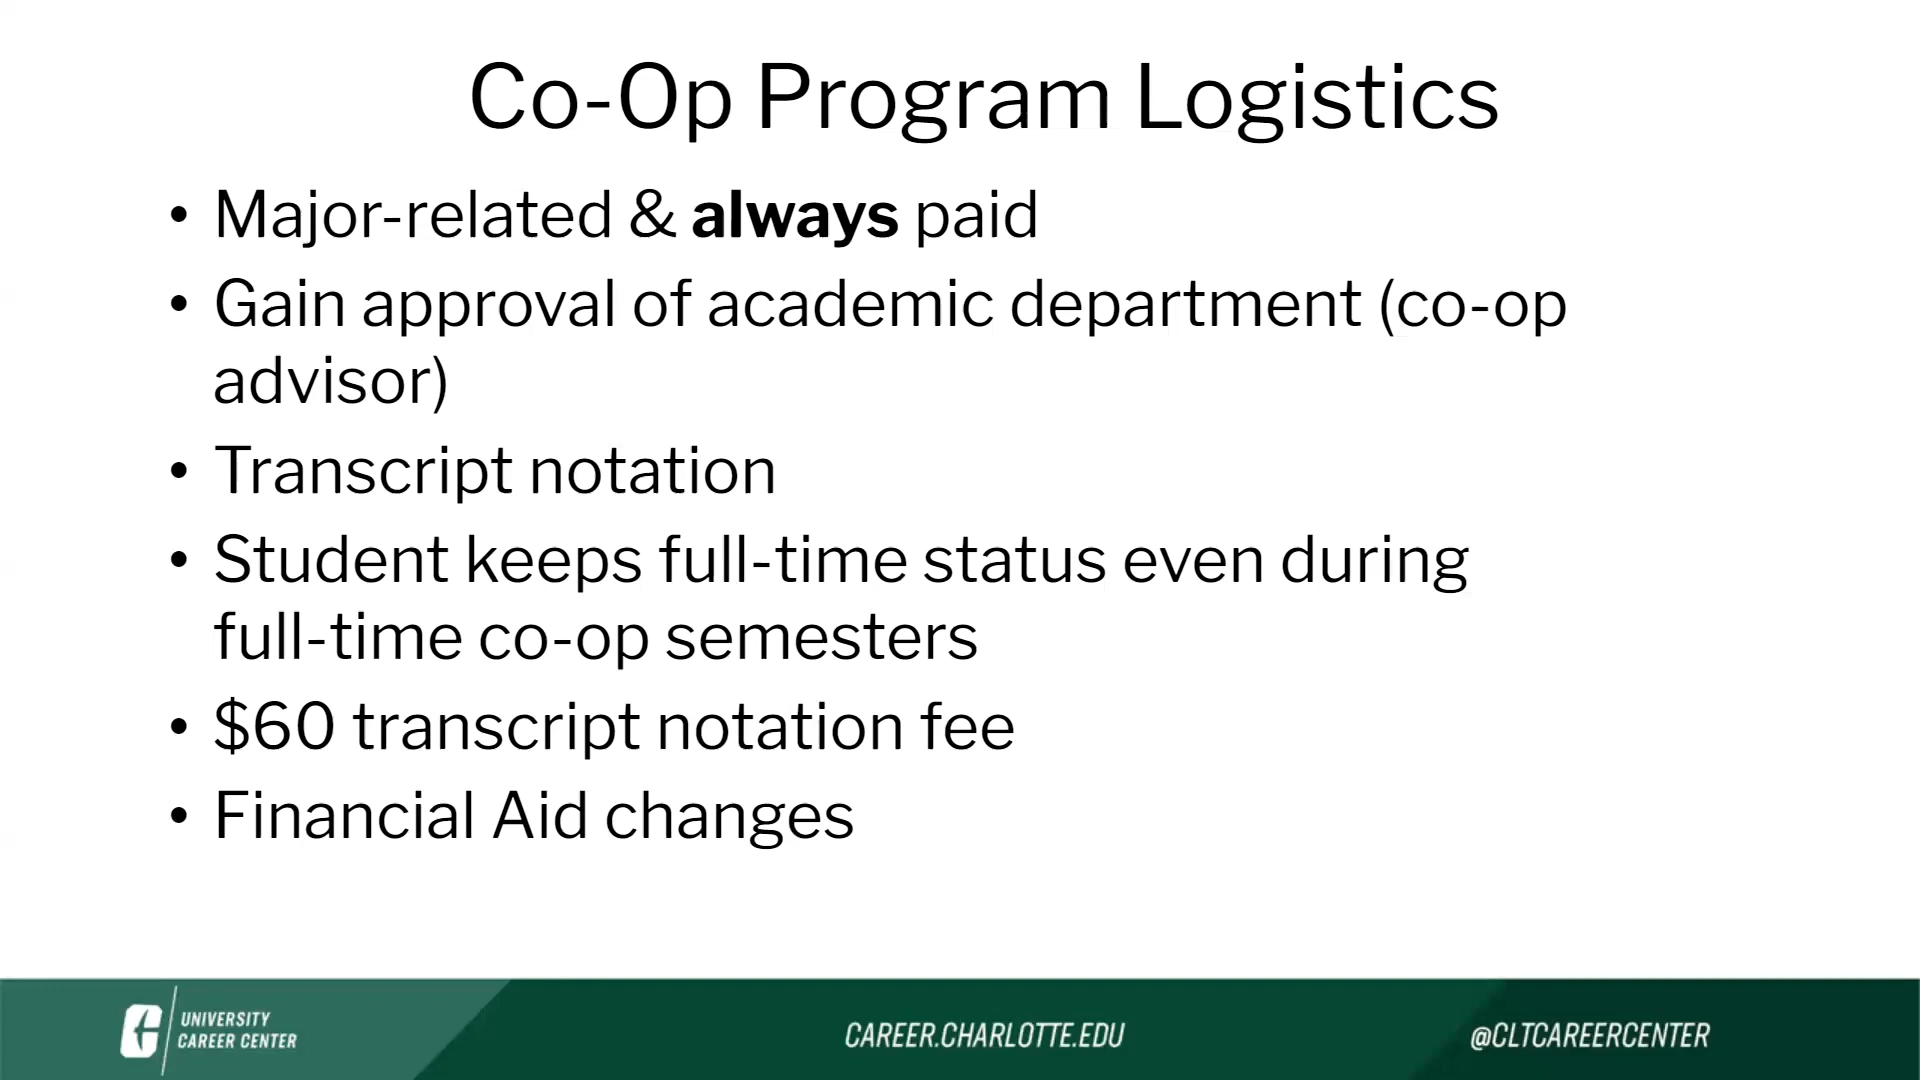 Co-Op Program Logistics
• Major-related & always paid
• Gain approval of academic department (co-op
advisor)
• Transcript notation
• Student keeps full-time status even during
full-time co-op semesters
• $60 transcript notation fee
• Financial Aid changes
UNIVERSITY
CAREER CENTER
CAREER.CHARLOTTE.EDU
@CLTCAREERCENTER